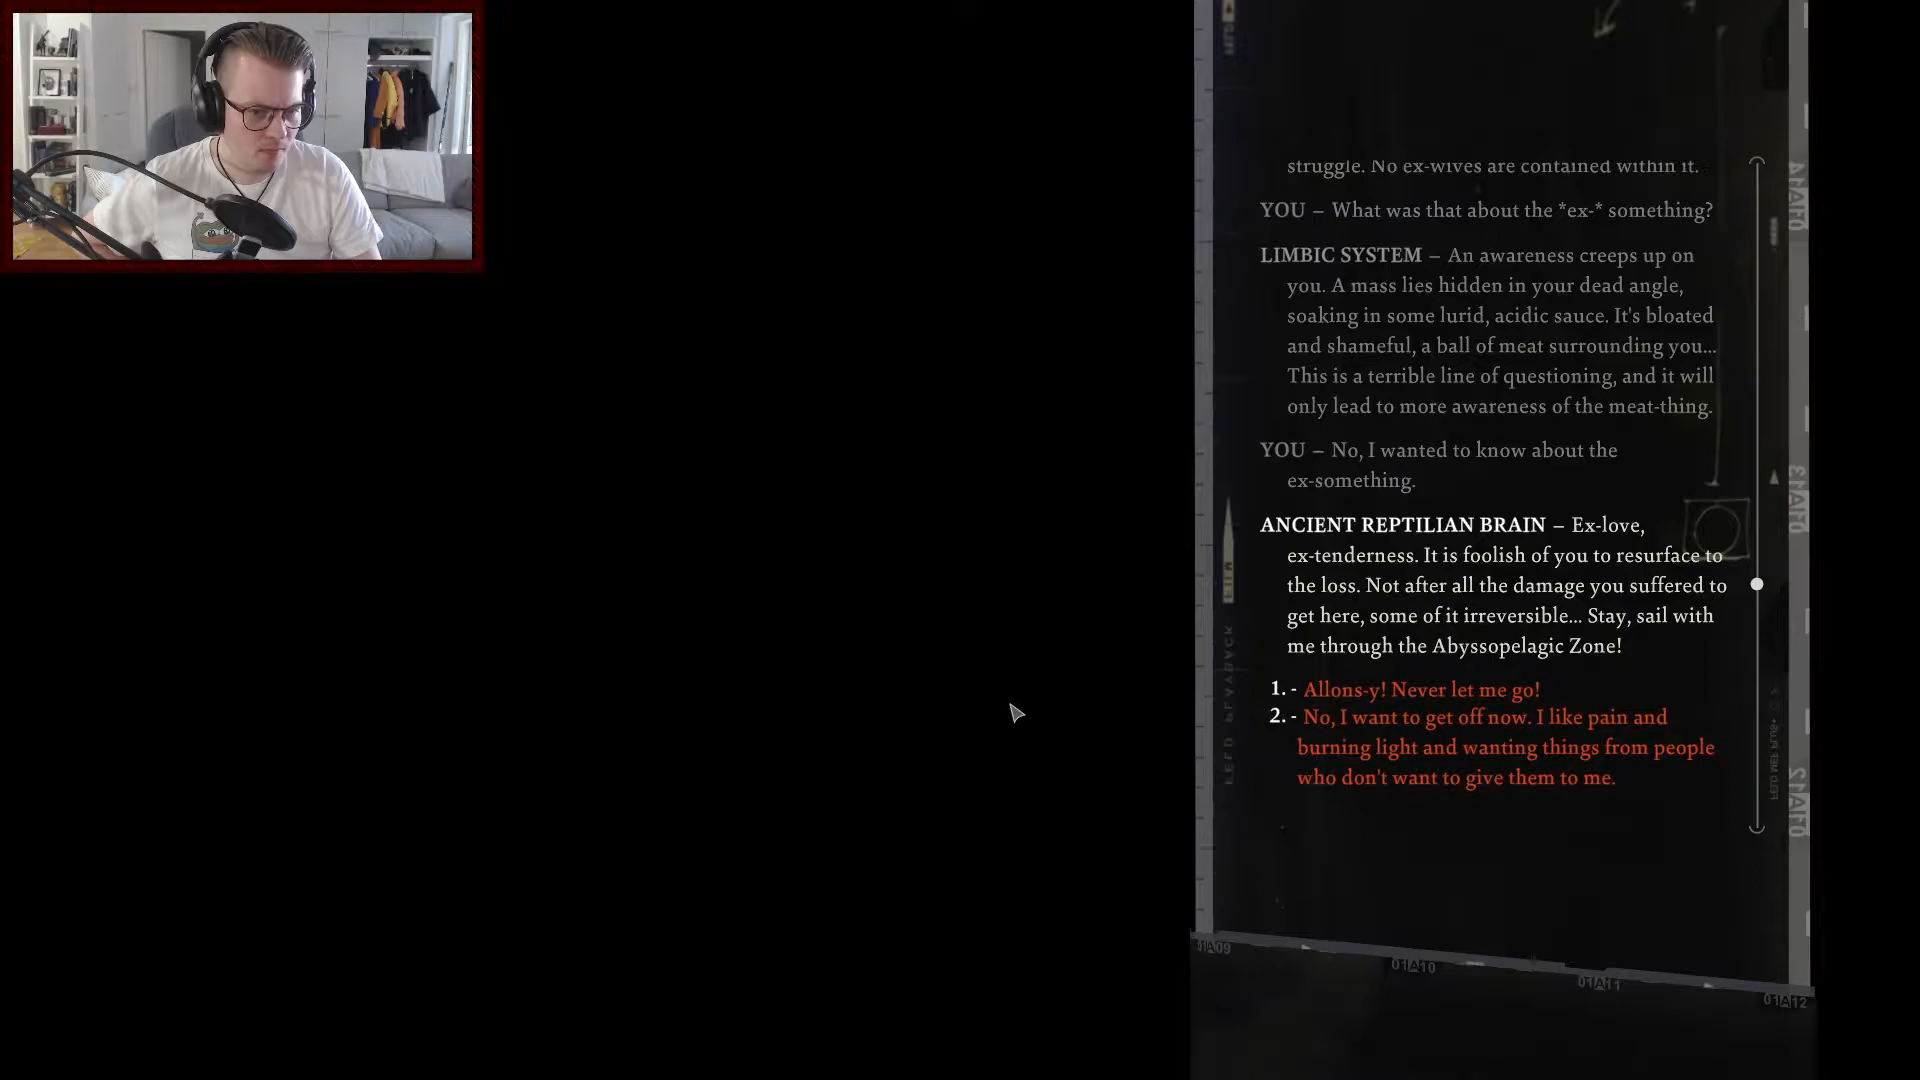 struggle. No ex-wives are contained within it.
YOU – What was that about the *ex-* something?
LIMBIC SYSTEM – An awareness creeps up on
you. A mass lies hidden in your dead angle,
soaking in some lurid, acidic sauce. It's bloated
and shameful, a ball of meat surrounding you...
This is a terrible line of questioning, and it will
only lead to more awareness of the meat-thing.
YOU – No, I wanted to know about the
ex-something.
ANCIENT REPTILIAN BRAIN – Ex-love,
ex-tenderness. It is foolish of you to resurface to
the loss. Not after all the damage you suffered to
get here, some of it irreversible... Stay, sail with
me through the Abyssopelagic Zone!
1. - Allons-y! Never let me go!
2. - No, I want to get off now. I like pain and
burning light and wanting things from people
who don't want to give them to me.
01A09
01A10
01A11
01A12